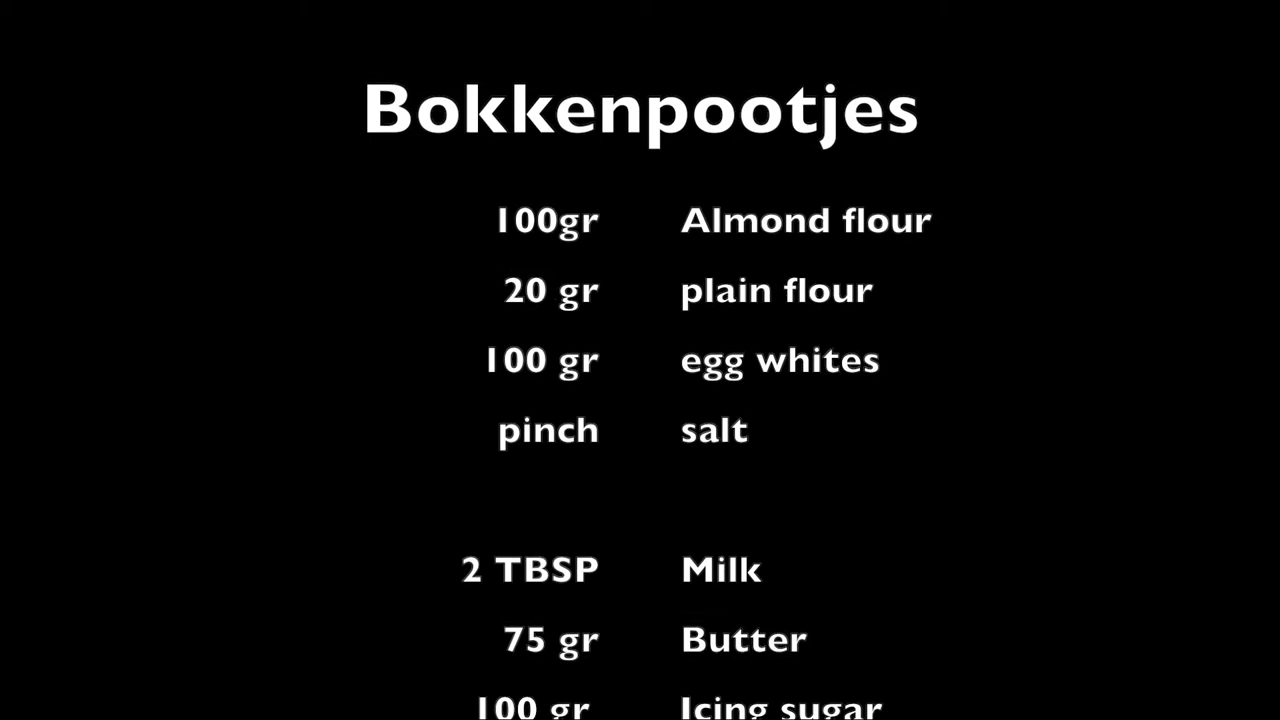 Bokkenpootjes
100gr Almond flour
20 gr plain flour
100 gr egg whites
pinch salt
2 TBSP Milk
75 gr Butter
100 gr Icing sugar